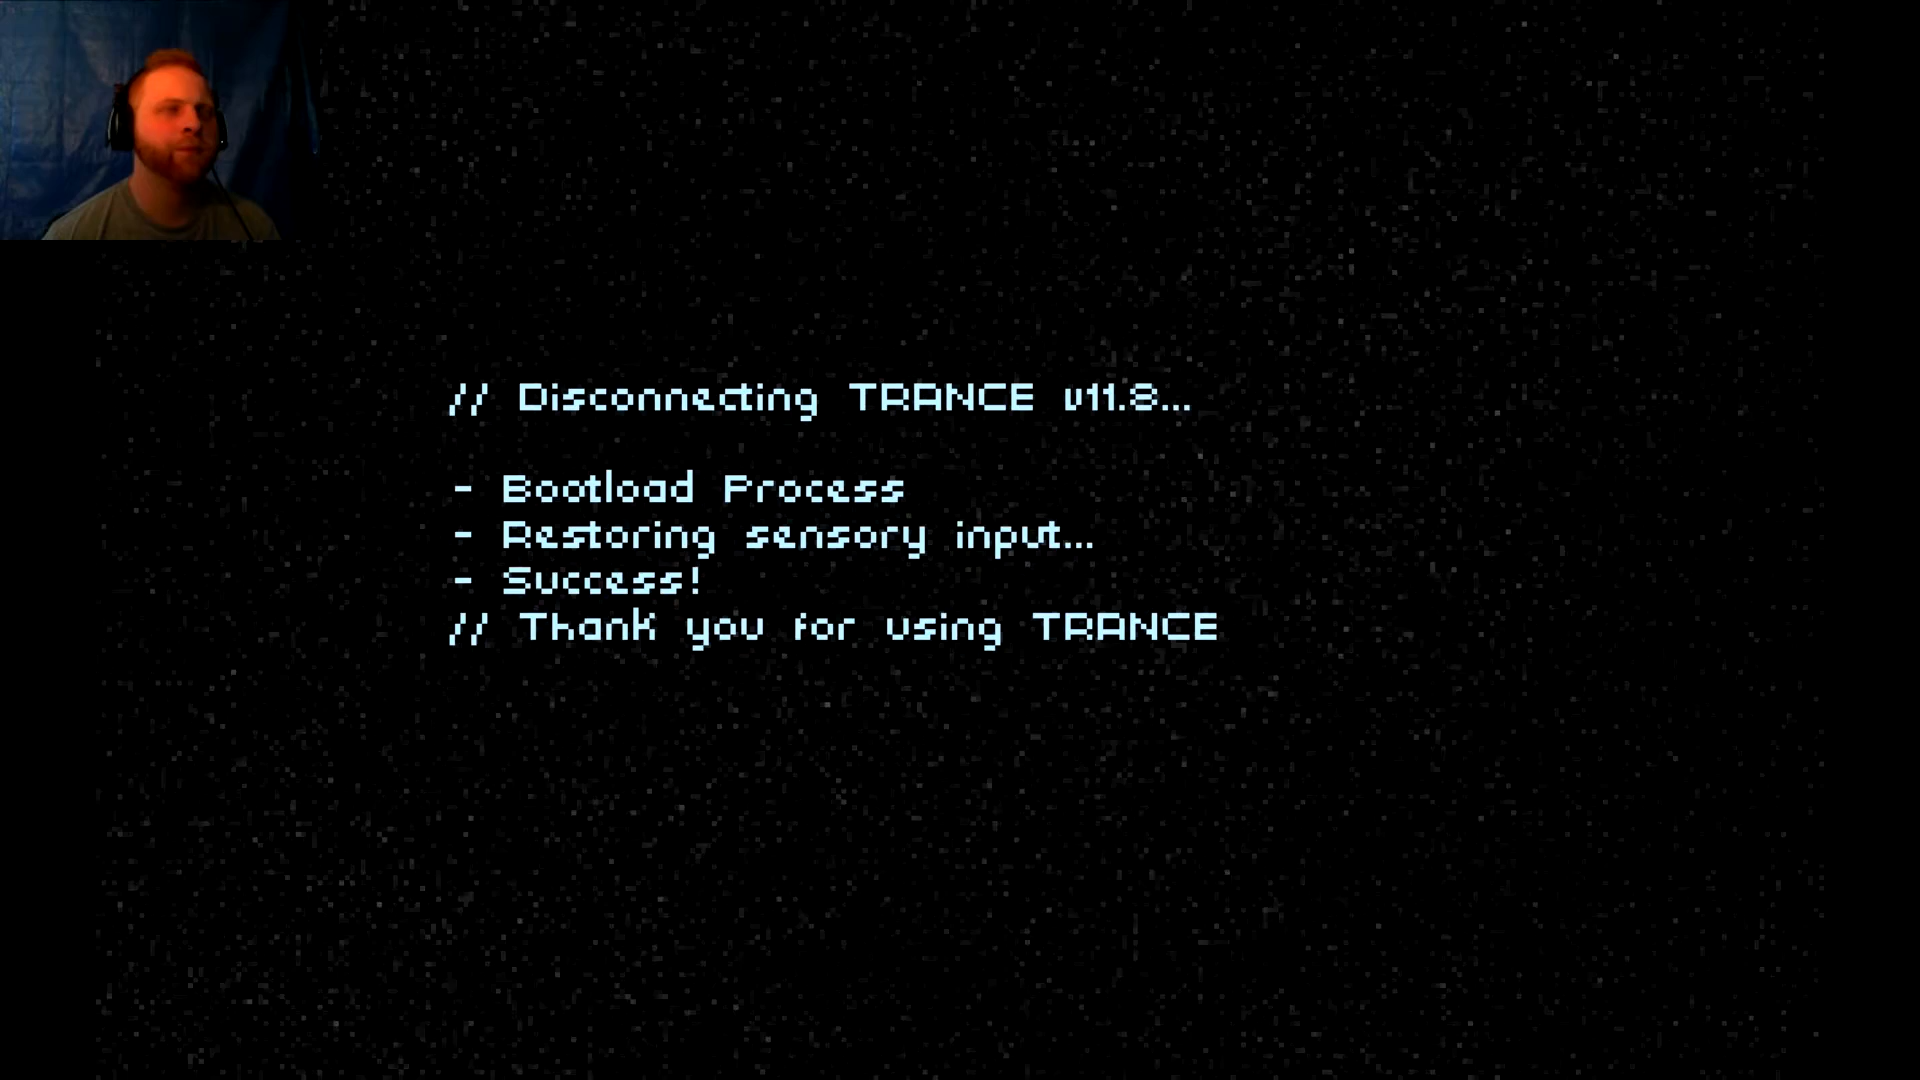 // Disconnecting TRANCE v11.8...
- Bootload Process
- Restoring sensory input...
- Success!
// Thank you for using TRANCE